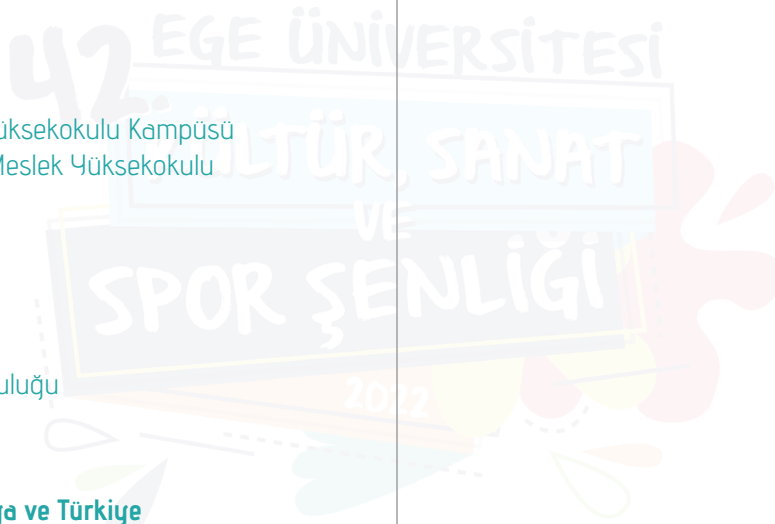 42. EGE ÜNİVERSİTESİ
KÜLTÜR, SANAT
VE
SPOR ŞENLİĞİ
2022
üksekokulu Kampüsü
Meslek Yüksekokulu
uluğu
ya ve Türkiye